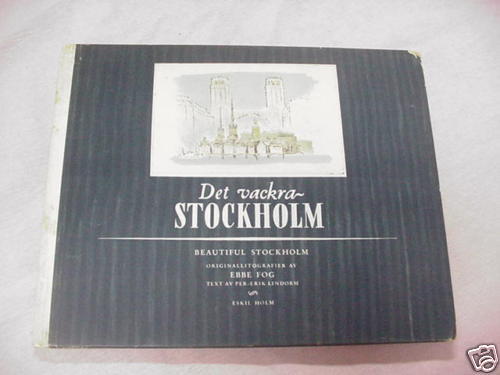 Det vackra~
STOCKHOLM
BEAUTIFUL STOCKHOLM
ORIGINALLITOGRAFIER AV
EBBE FOG
TEXT AV PER-ERIK LINDORM
ESKIL HOLM